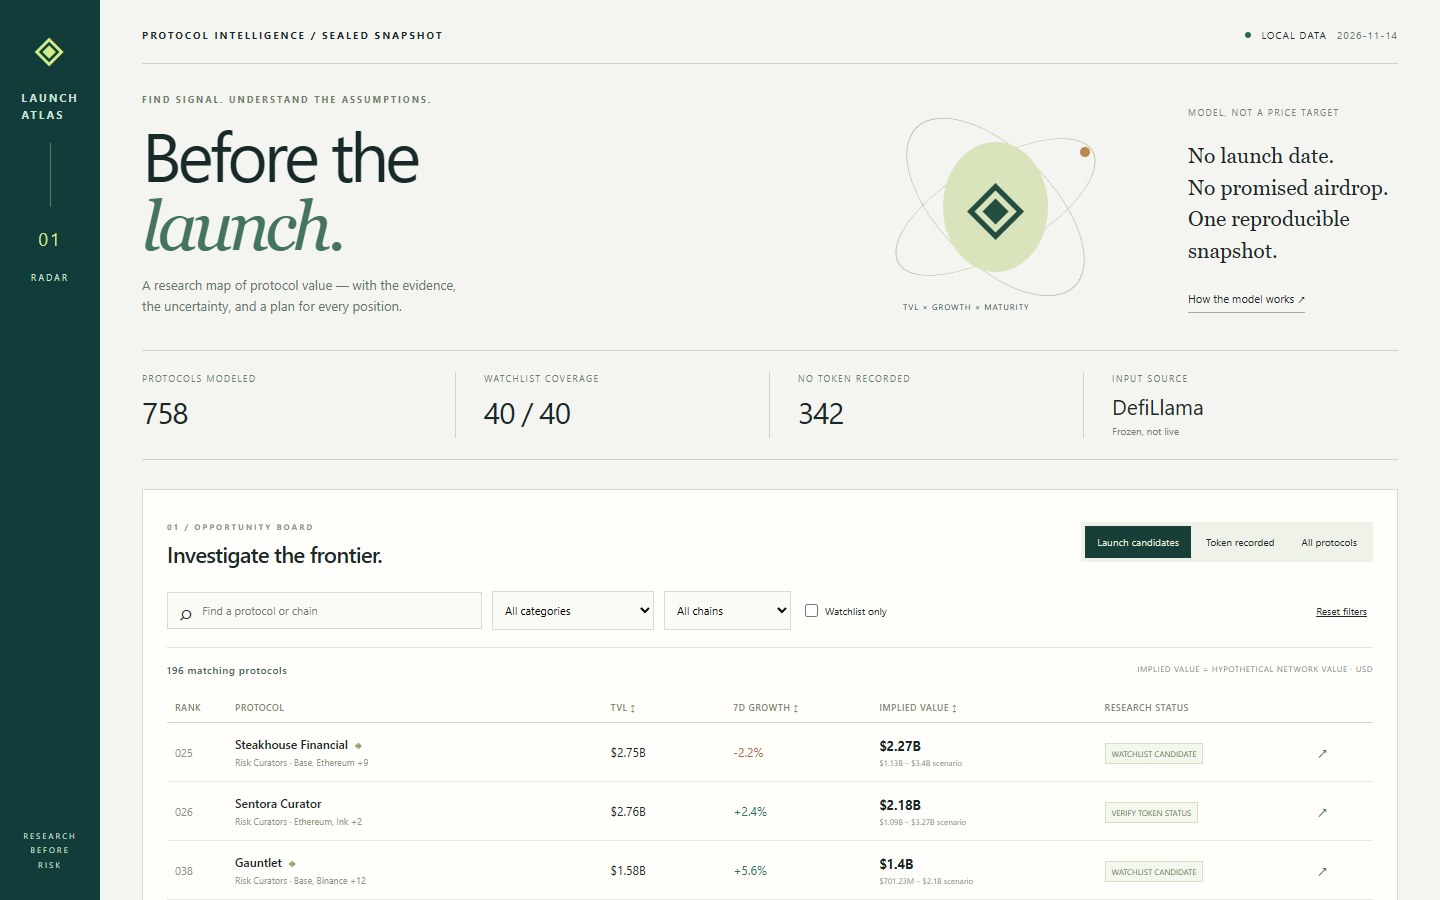 LAUNCH
ATLAS
01
RADAR
RESEARCH
BEFORE
RISK
PROTOCOL INTELLIGENCE / SEALED SNAPSHOT
LOCAL DATA 2026-11-14
FIND SIGNAL. UNDERSTAND THE ASSUMPTIONS.
Before the
launch.
A research map of protocol value — with the evidence,
the uncertainty, and a plan for every position.
TVL × GROWTH × MATURITY
MODEL, NOT A PRICE TARGET
No launch date.
No promised airdrop.
One reproducible
snapshot.
How the model works ↗
PROTOCOLS MODELED
758
WATCHLIST COVERAGE
40 / 40
NO TOKEN RECORDED
342
INPUT SOURCE
DefiLlama
Frozen, not live
01 / OPPORTUNITY BOARD
Investigate the frontier.
Launch candidates Token recorded All protocols
Find a protocol or chain All categories All chains Watchlist only Reset filters
196 matching protocols IMPLIED VALUE = HYPOTHETICAL NETWORK VALUE · USD
RANK PROTOCOL TVL ↕ 7D GROWTH ↕ IMPLIED VALUE ↕ RESEARCH STATUS
025 Steakhouse Financial ◈ $2.75B -2.2% $2.27B WATCHLIST CANDIDATE ↗
Risk Curators · Base, Ethereum +9 $1.13B – $3.4B scenario
026 Sentora Curator $2.76B +2.4% $2.18B VERIFY TOKEN STATUS ↗
Risk Curators · Ethereum, Ink +2 $1.09B – $3.27B scenario
038 Gauntlet ◈ $1.58B +5.6% $1.4B WATCHLIST CANDIDATE ↗
Risk Curators · Base, Binance +12 $701.23M – $2.1B scenario